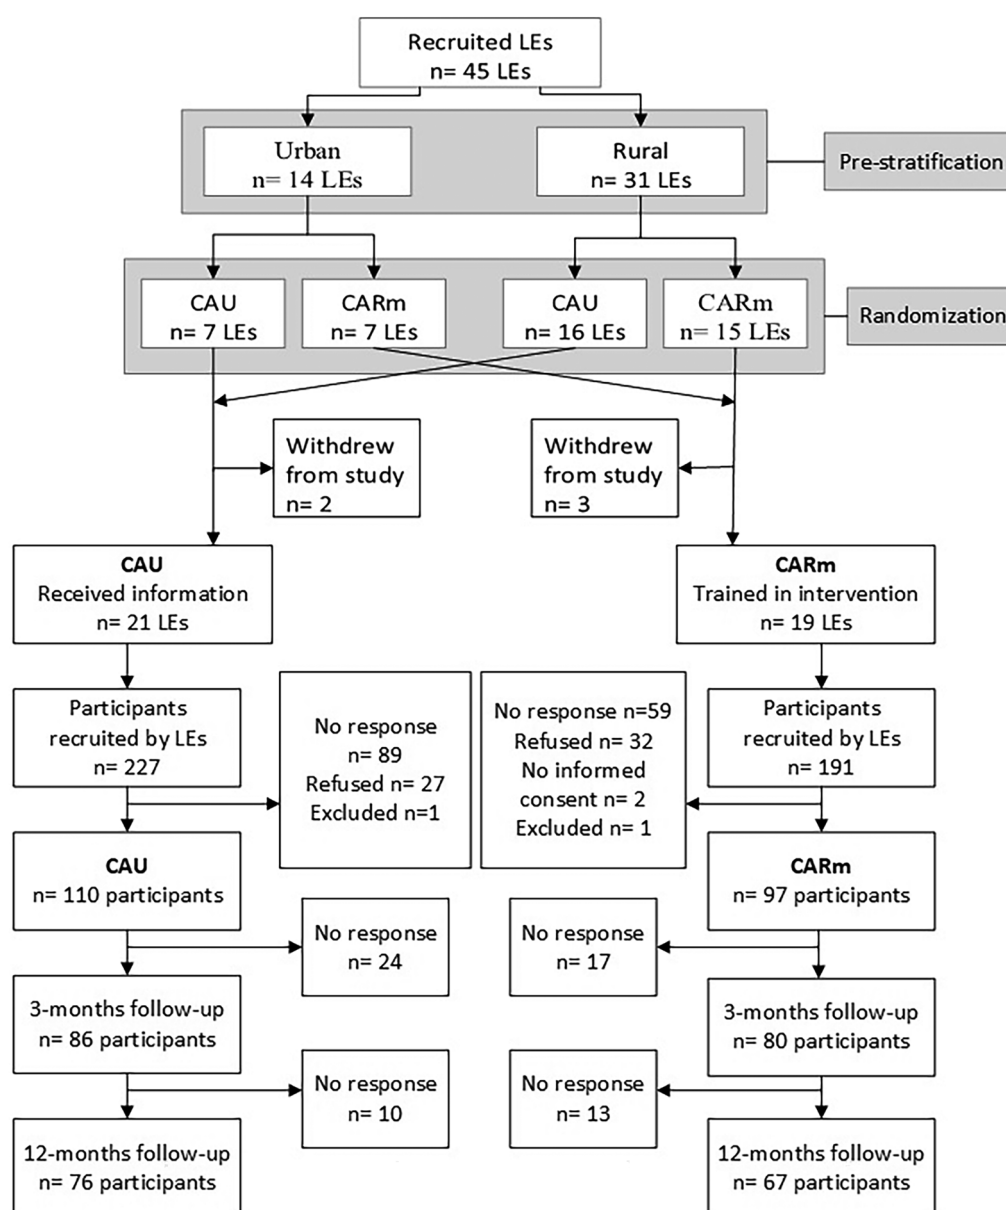 Recruited LEs
n= 45 LEs
Urban
n= 14 LEs
Rural
n= 31 LEs
Pre-stratification
CAU
n= 7 LEs
CARm
n= 7 LEs
CAU
n= 16 LEs
CARm
n= 15 LEs
Randomization
Withdrew
from study
n= 2
Withdrew
from study
n= 3
CAU
Received information
n= 21 LEs
CARm
Trained in intervention
n= 19 LEs
Participants
recruited by LEs
n= 227
No response
n= 89
Refused n= 27
Excluded n=1
No response n=59
Refused n= 32
No informed
consent n= 2
Excluded n= 1
Participants
recruited by LEs
n= 191
CAU
n= 110 participants
CARm
n= 97 participants
No response
n= 24
No response
n= 17
3-months follow-up
n= 86 participants
3-months follow-up
n= 80 participants
No response
n= 10
No response
n= 13
12-months follow-up
n= 76 participants
12-months follow-up
n= 67 participants